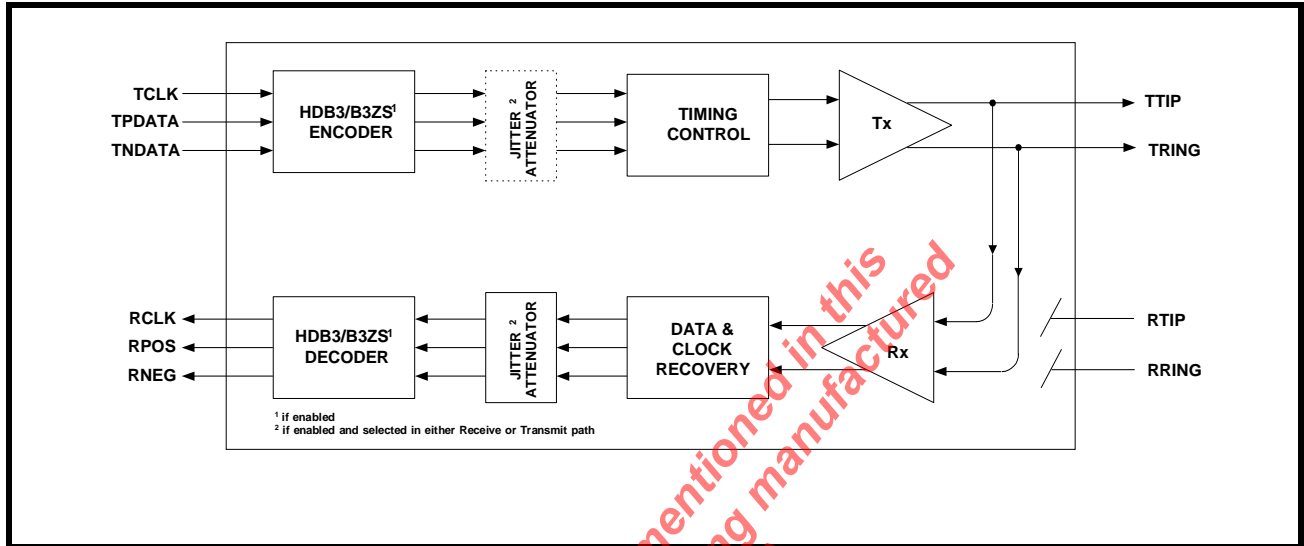 TCLK
TPDATA
TNDATA
HDB3/B3ZS¹
ENCODER
JITTER ²
ATTENUATOR
TIMING
CONTROL
Tx
TTIP
TRING
RCLK
RPOS
RNEG
HDB3/B3ZS¹
DECODER
JITTER ²
ATTENUATOR
DATA &
CLOCK
RECOVERY
Rx
RTIP
RRING
¹ if enabled
² if enabled and selected in either Receive or Transmit path
mentioned in this
ng manufactured